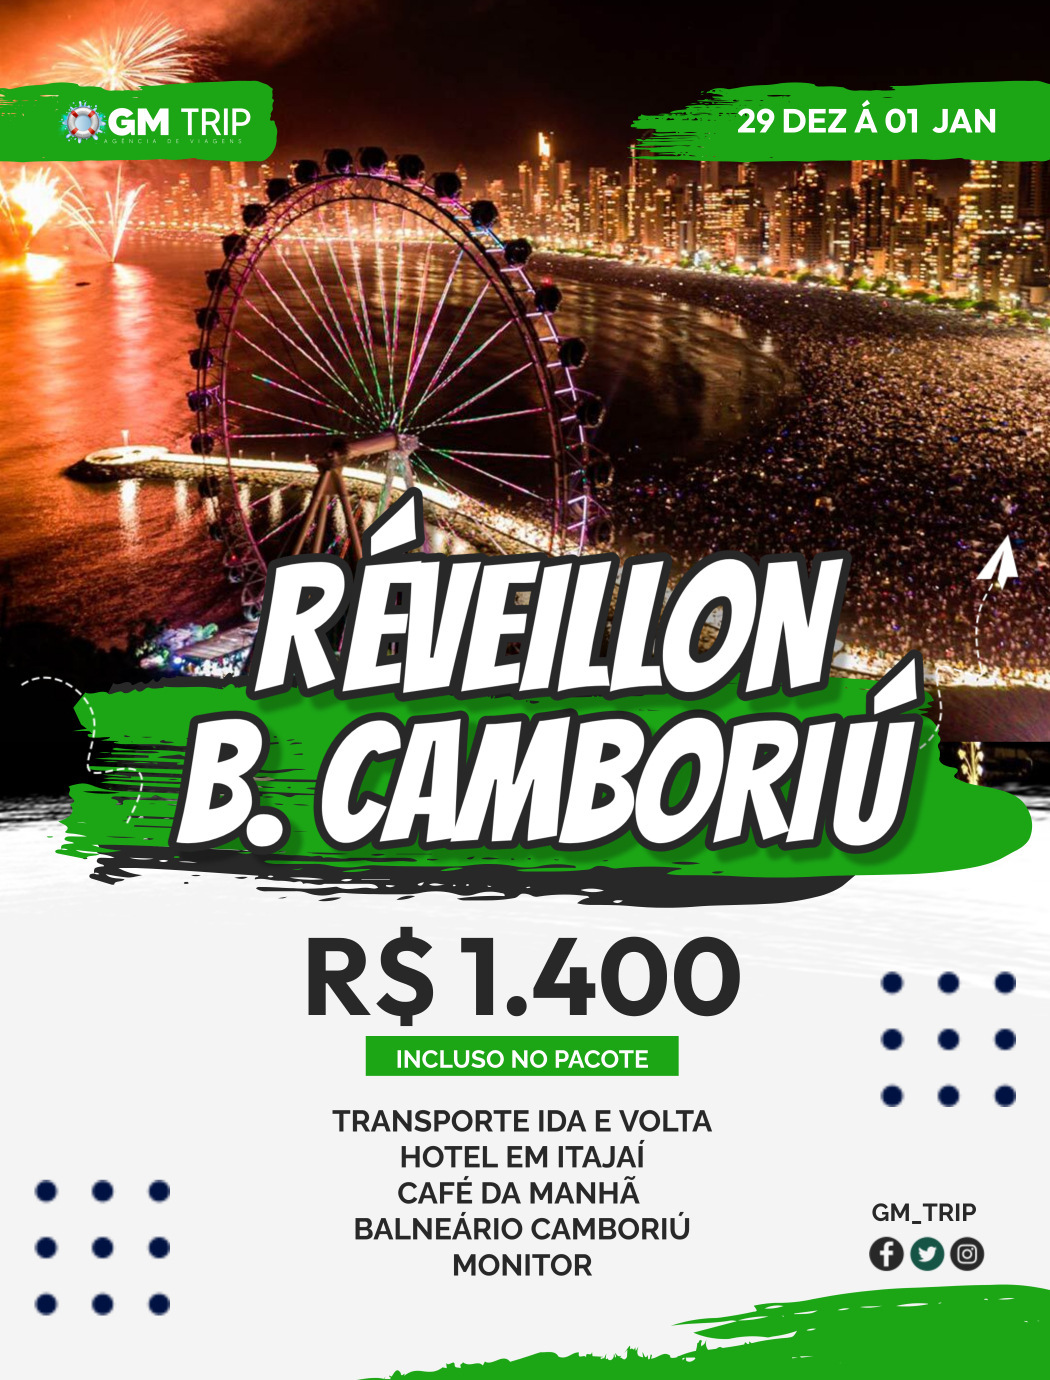 GM TRIP
AGÊNCIA DE VIAGENS
29 DEZ Á 01 JAN
RÉVEILLON
B. CAMBORIÚ
R$ 1.400
INCLUSO NO PACOTE
TRANSPORTE IDA E VOLTA
HOTEL EM ITAJAÍ
CAFÉ DA MANHÃ
BALNEÁRIO CAMBORIÚ
MONITOR
GM_TRIP